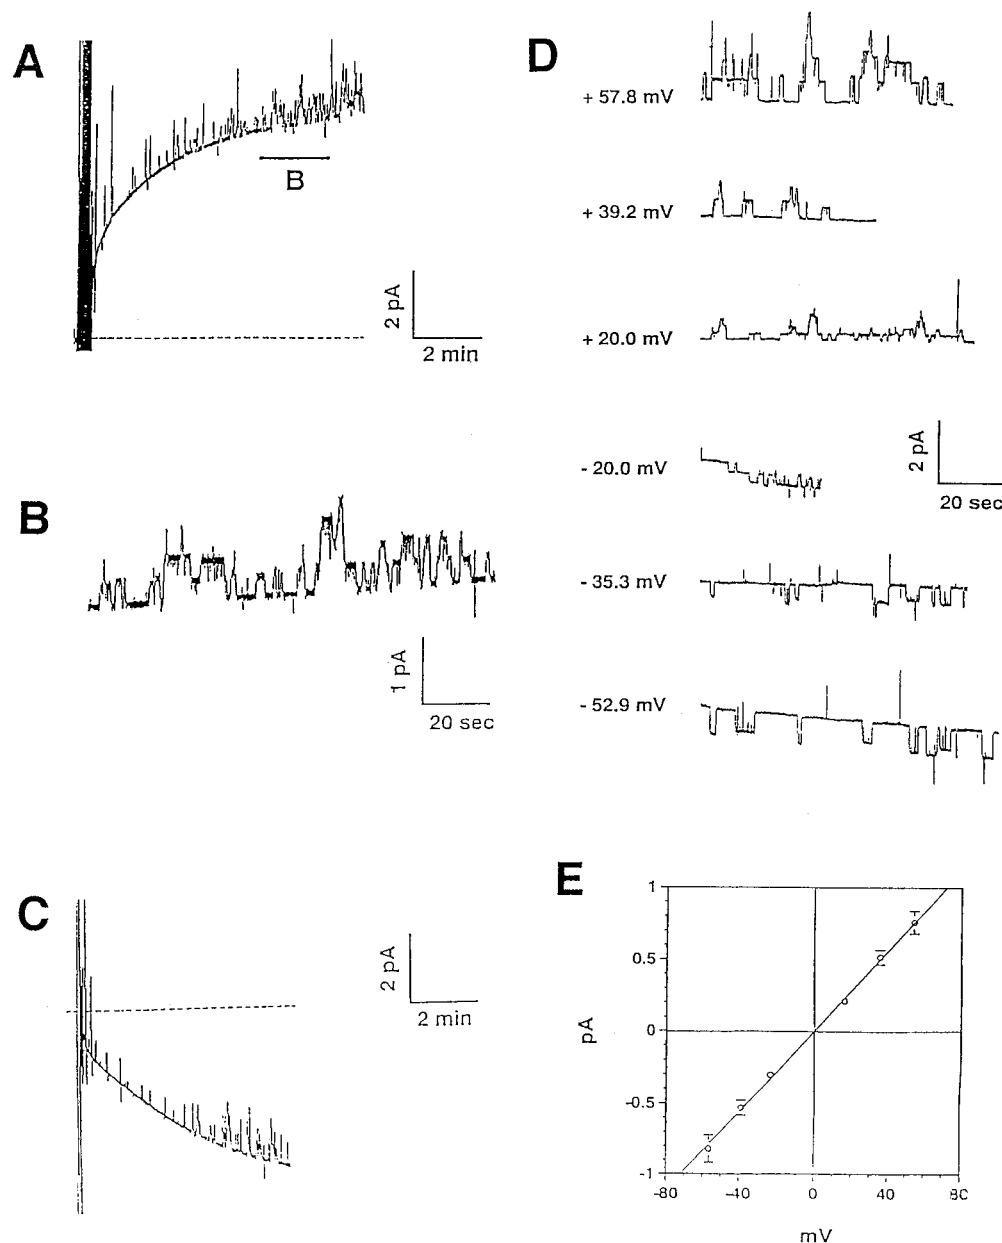 A
B
2 pA
2 min
B
1 pA
20 sec
C
2 pA
2 min
D
+ 57.8 mV
+ 39.2 mV
+ 20.0 mV
- 20.0 mV
2 pA
20 sec
- 35.3 mV
- 52.9 mV
E
1
0.5
0
-0.5
-1
pA
-80
-40
0
40
80
mV